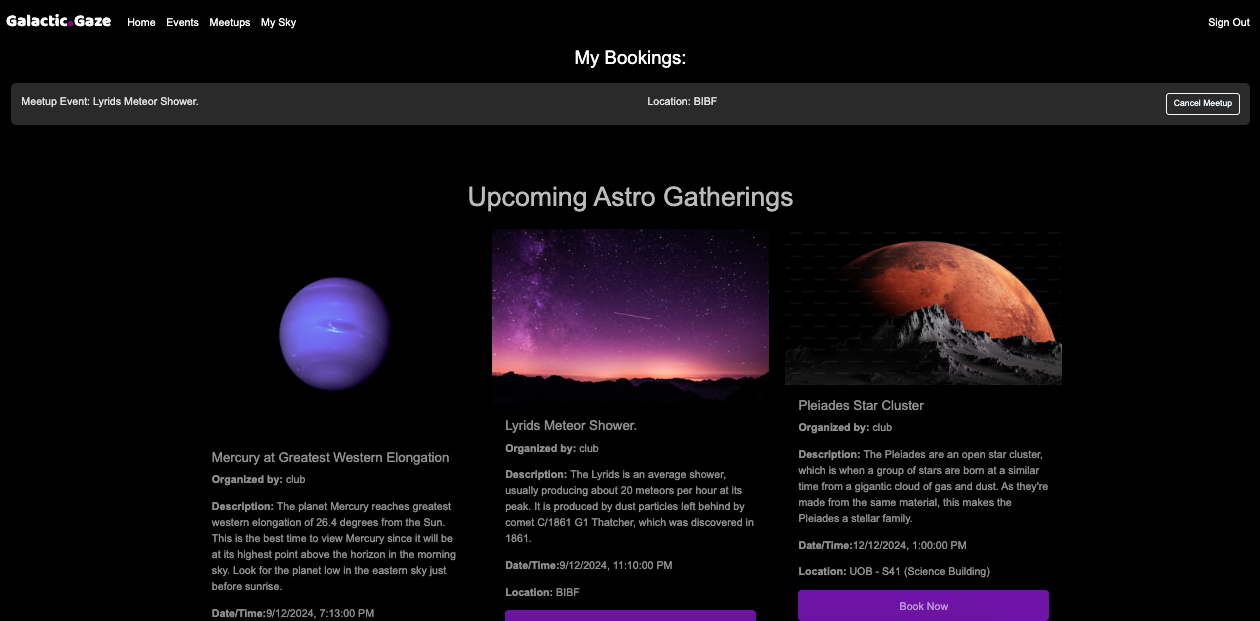 Galactic.Gaze Home Events Meetups My Sky Sign Out
My Bookings:
Meetup Event: Lyrids Meteor Shower. Location: BIBF Cancel Meetup
Upcoming Astro Gatherings
Mercury at Greatest Western Elongation
Organized by: club
Description: The planet Mercury reaches greatest
western elongation of 26.4 degrees from the Sun.
This is the best time to view Mercury since it will be
at its highest point above the horizon in the morning
sky. Look for the planet low in the eastern sky just
before sunrise.
Date/Time:9/12/2024, 7:13:00 PM
Lyrids Meteor Shower.
Organized by: club
Description: The Lyrids is an average shower,
usually producing about 20 meteors per hour at its
peak. It is produced by dust particles left behind by
comet C/1861 G1 Thatcher, which was discovered in
1861.
Date/Time:9/12/2024, 11:10:00 PM
Location: BIBF
Pleiades Star Cluster
Organized by: club
Description: The Pleiades are an open star cluster,
which is when a group of stars are born at a similar
time from a gigantic cloud of gas and dust. As they're
made from the same material, this makes the
Pleiades a stellar family.
Date/Time:12/12/2024, 1:00:00 PM
Location: UOB - S41 (Science Building)
Book Now